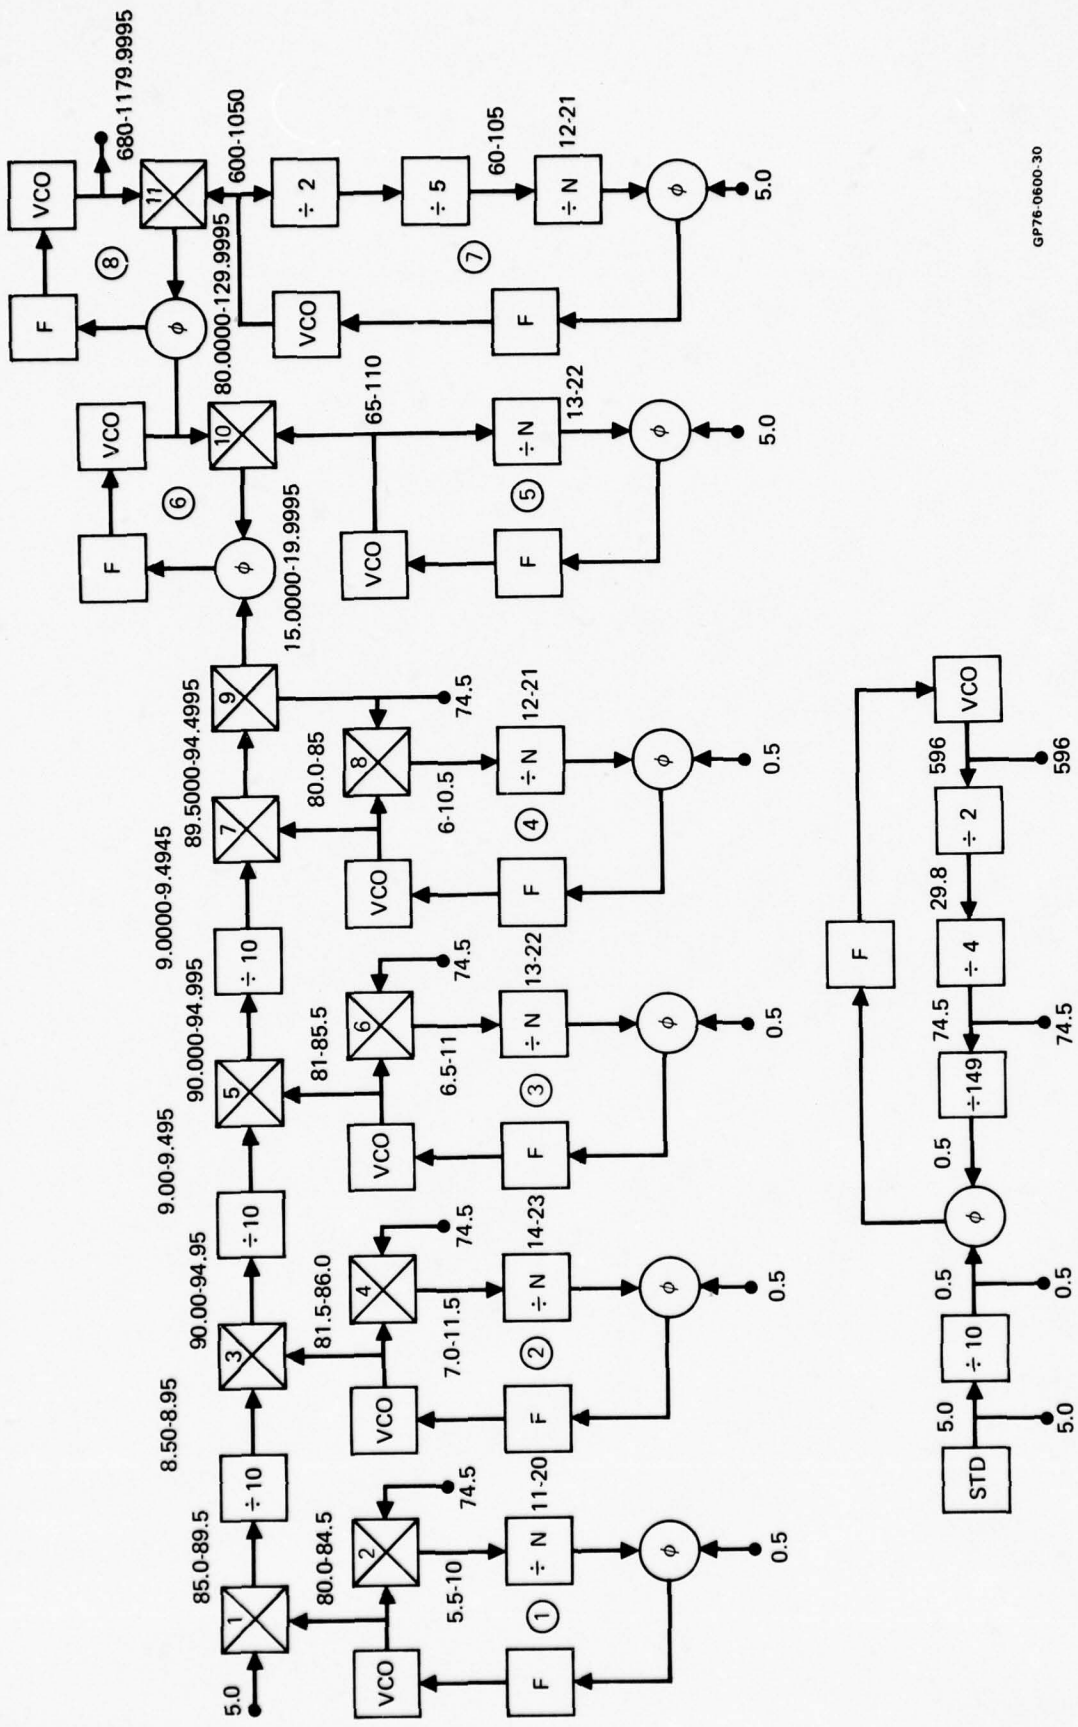 VCO
680-1179.9995
F
8
11
φ
600-1050
VCO
80.0000-129.9995
÷ 2
F
6
10
VCO
÷ 5
7
60-105
65-110
φ
15.0000-19.9995
VCO
÷ N
12-21
F
÷ N
13-22
5
F
φ
5.0
φ
5.0
5.0
1
85.0-89.5
÷ 10
8.50-8.95
3
90.00-94.95
÷10
9.00-9.495
5
90.000-94.995
÷ 10
9.0000-9.4945
7
89.5000-94.4995
9
80.0-84.5
VCO
2
74.5
5.5-10
1
÷ N
11-20
F
φ
0.5
81.5-86.0
VCO
4
74.5
7.0-11.5
2
÷ N
14-23
F
φ
0.5
81-85.5
VCO
6
74.5
6.5-11
3
÷ N
13-22
F
φ
0.5
80.0-85
VCO
8
74.5
6-10.5
4
÷ N
12-21
F
φ
0.5
F
STD
5.0
5.0
÷ 10
0.5
0.5
φ
0.5
÷149
74.5
74.5
÷ 4
29.8
÷ 2
596
596
VCO
GP76-0600-30